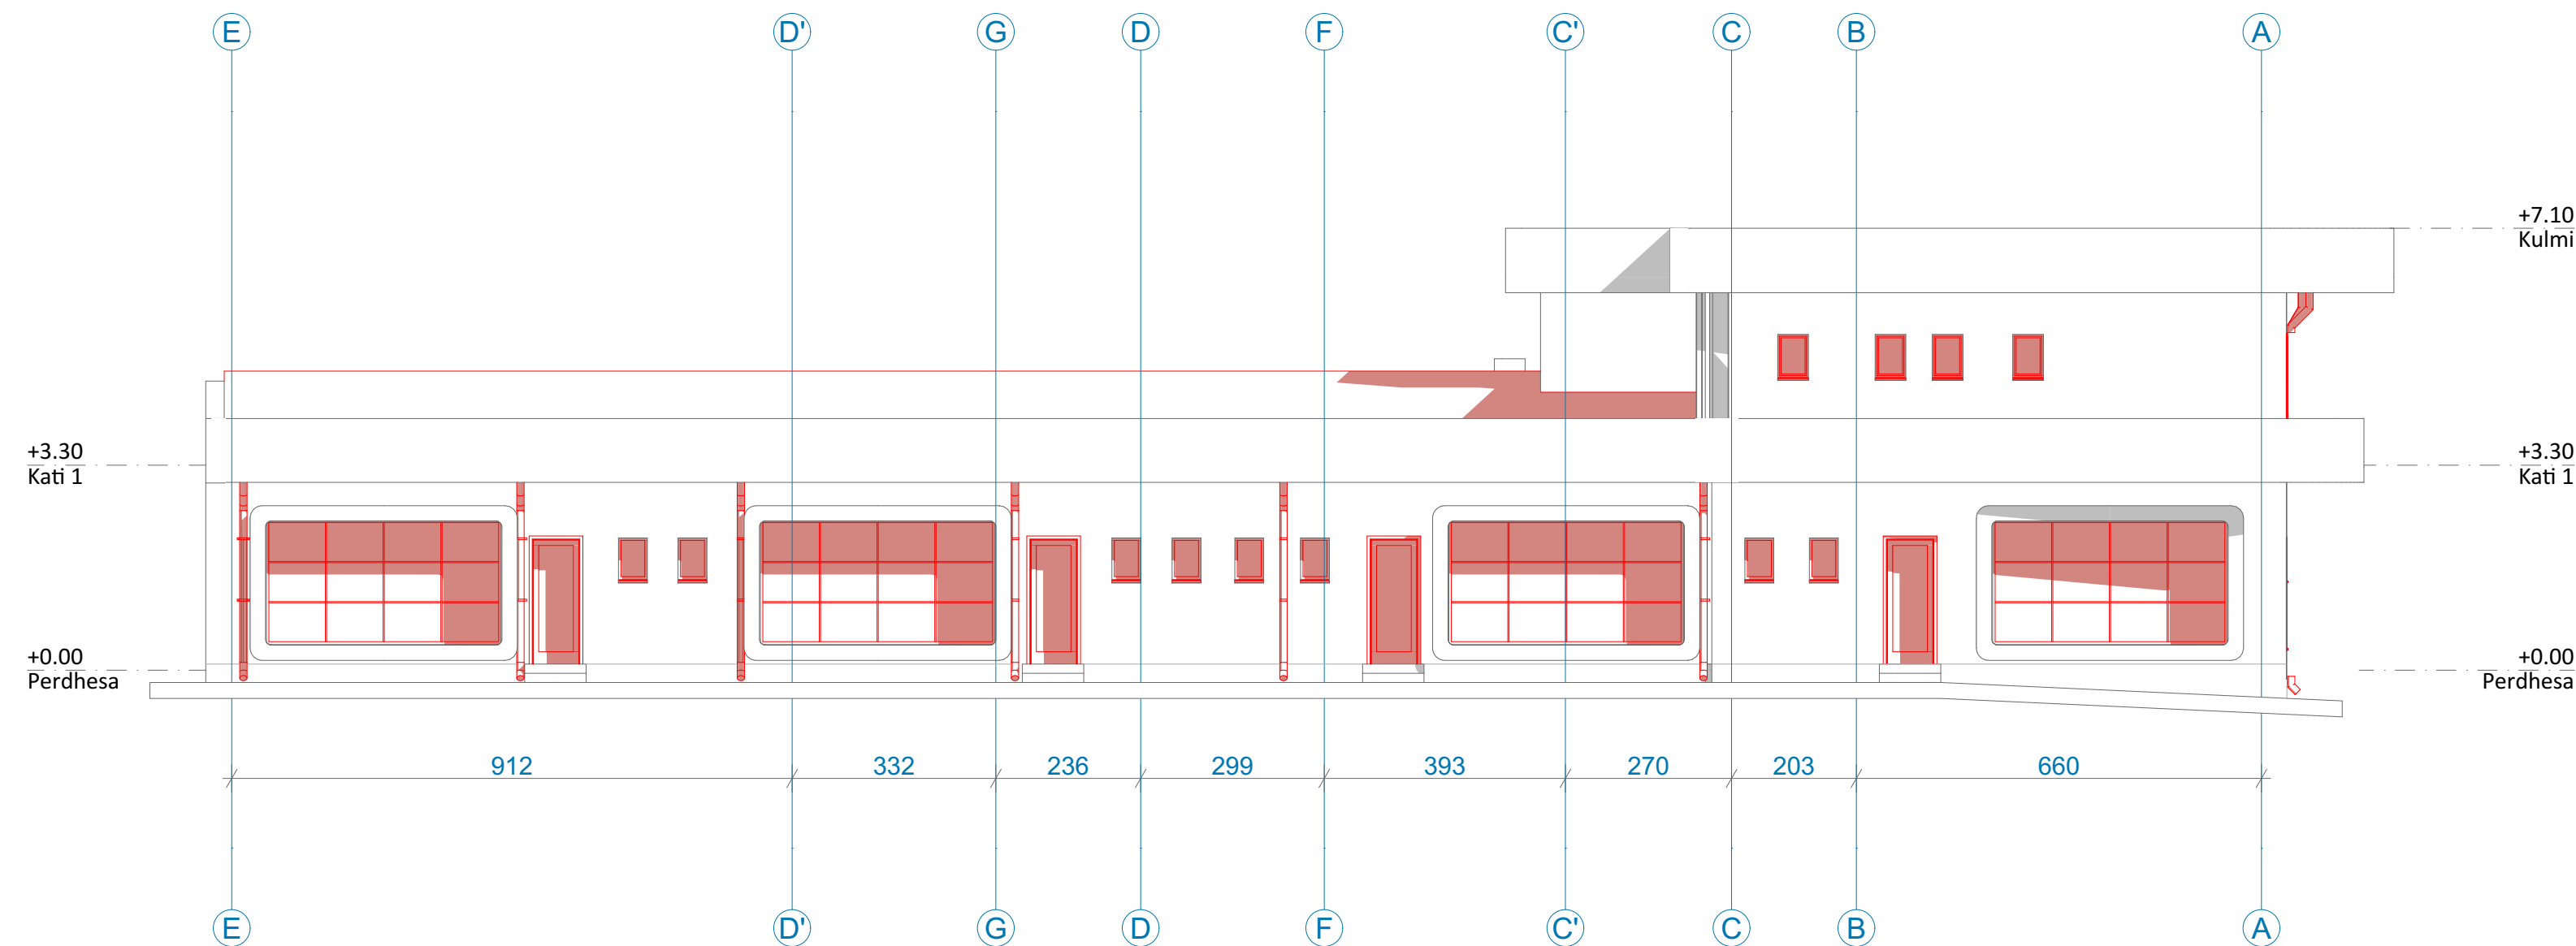 E D' G D F C' C B A
+7.10
Kulmi
+3.30
Kati 1
+3.30
Kati 1
+0.00
Perdhesa
+0.00
Perdhesa
912 332 236 299 393 270 203 660
E D' G D F C' C B A